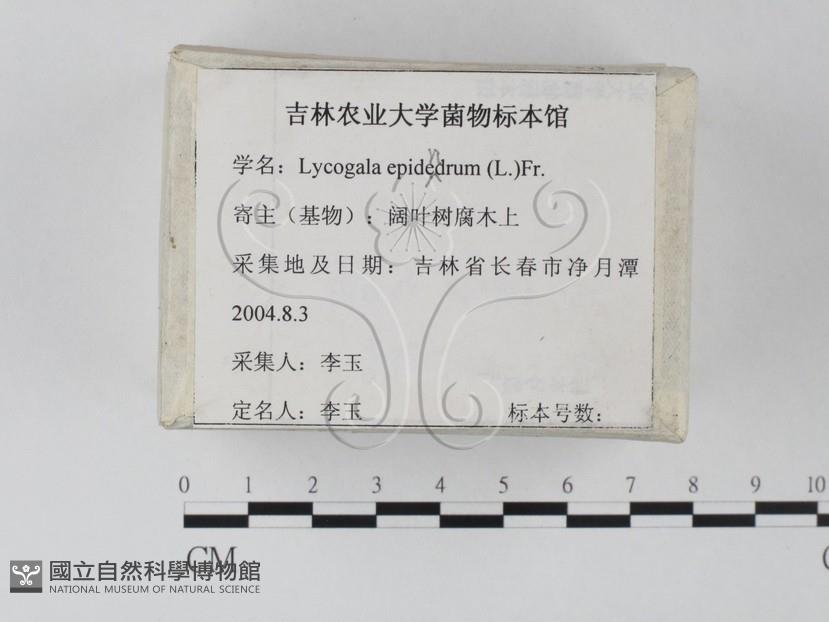 吉林农业大学菌物标本馆
学名：Lycogala epidedrum (L.)Fr.
寄主（基物）：阔叶树腐木上
采集地及日期：吉林省长春市净月潭
2004.8.3
采集人：李玉
定名人：李玉 标本号数：
0 1 2 3 4 5 6 7 8 9 10
CM
國立自然科學博物館
NATIONAL MUSEUM OF NATURAL SCIENCE